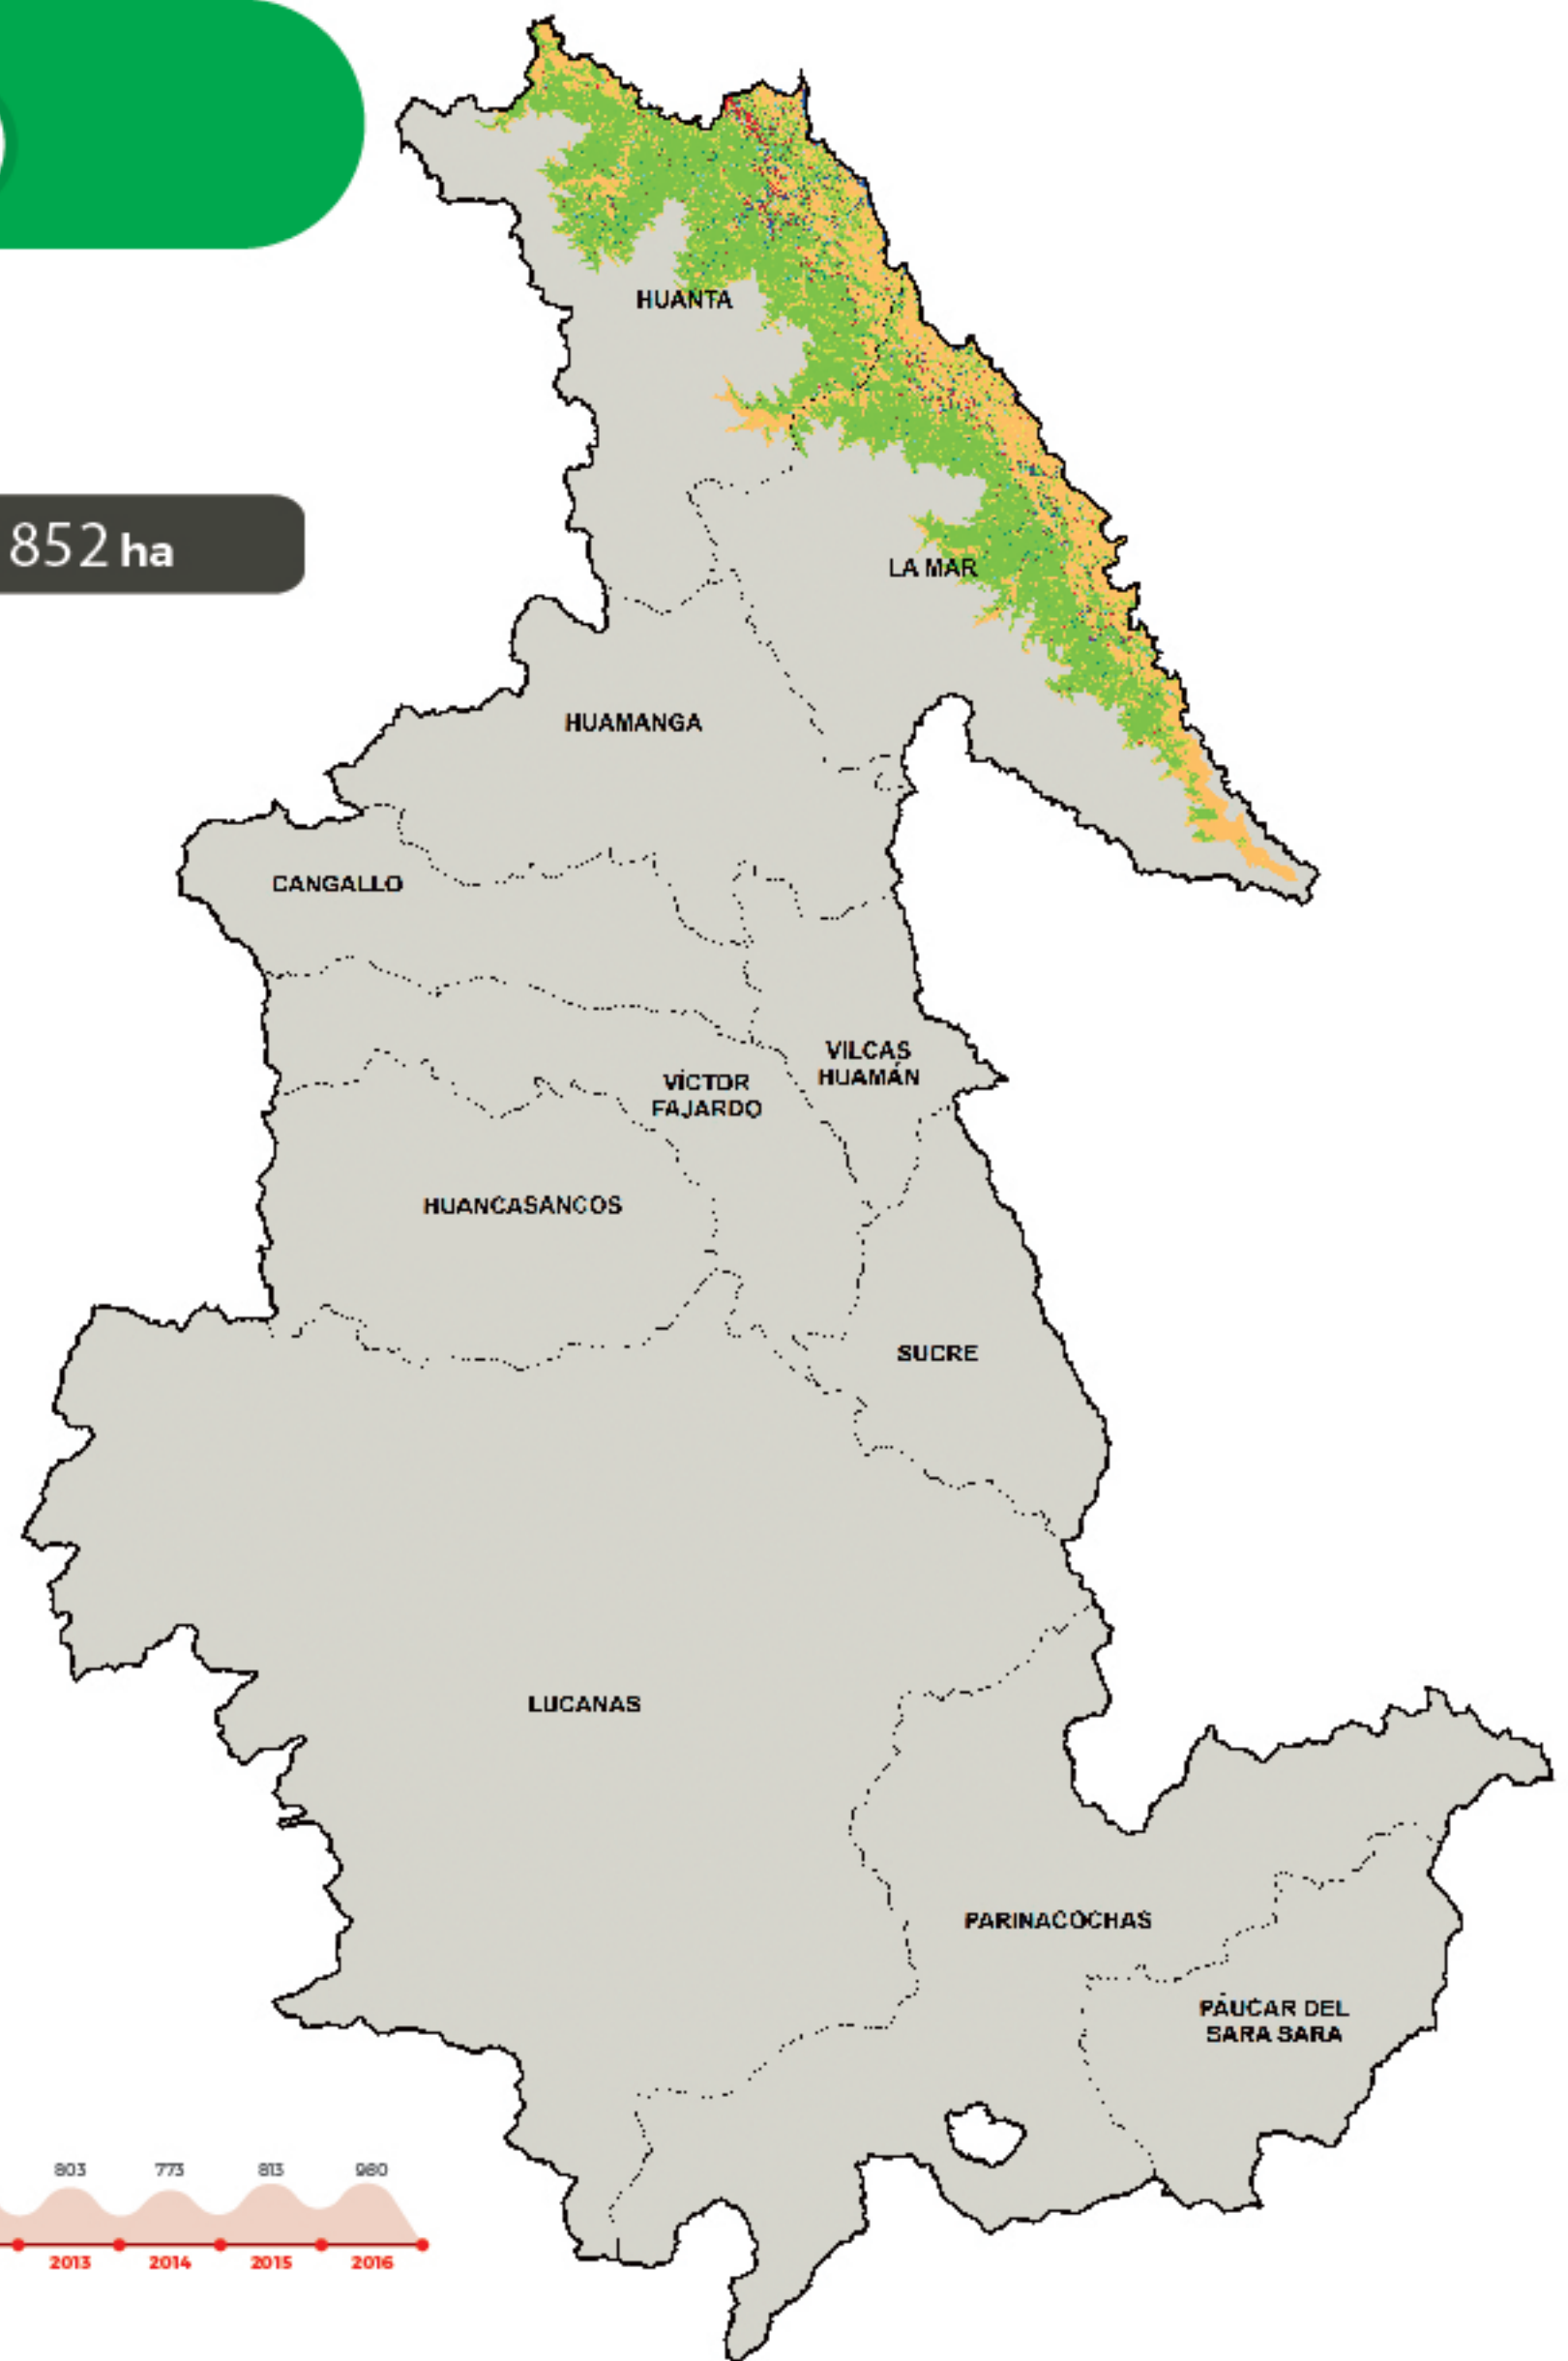 852 ha
HUANTA
LA MAR
HUAMANGA
CANGALLO
VILCAS
HUAMÁN
VÍCTOR
FAJARDO
HUANCASANCOS
SUCRE
LUCANAS
PARINACOCHAS
PÁUCAR DEL
SARA SARA
803 773 813 980
2013 2014 2015 2016